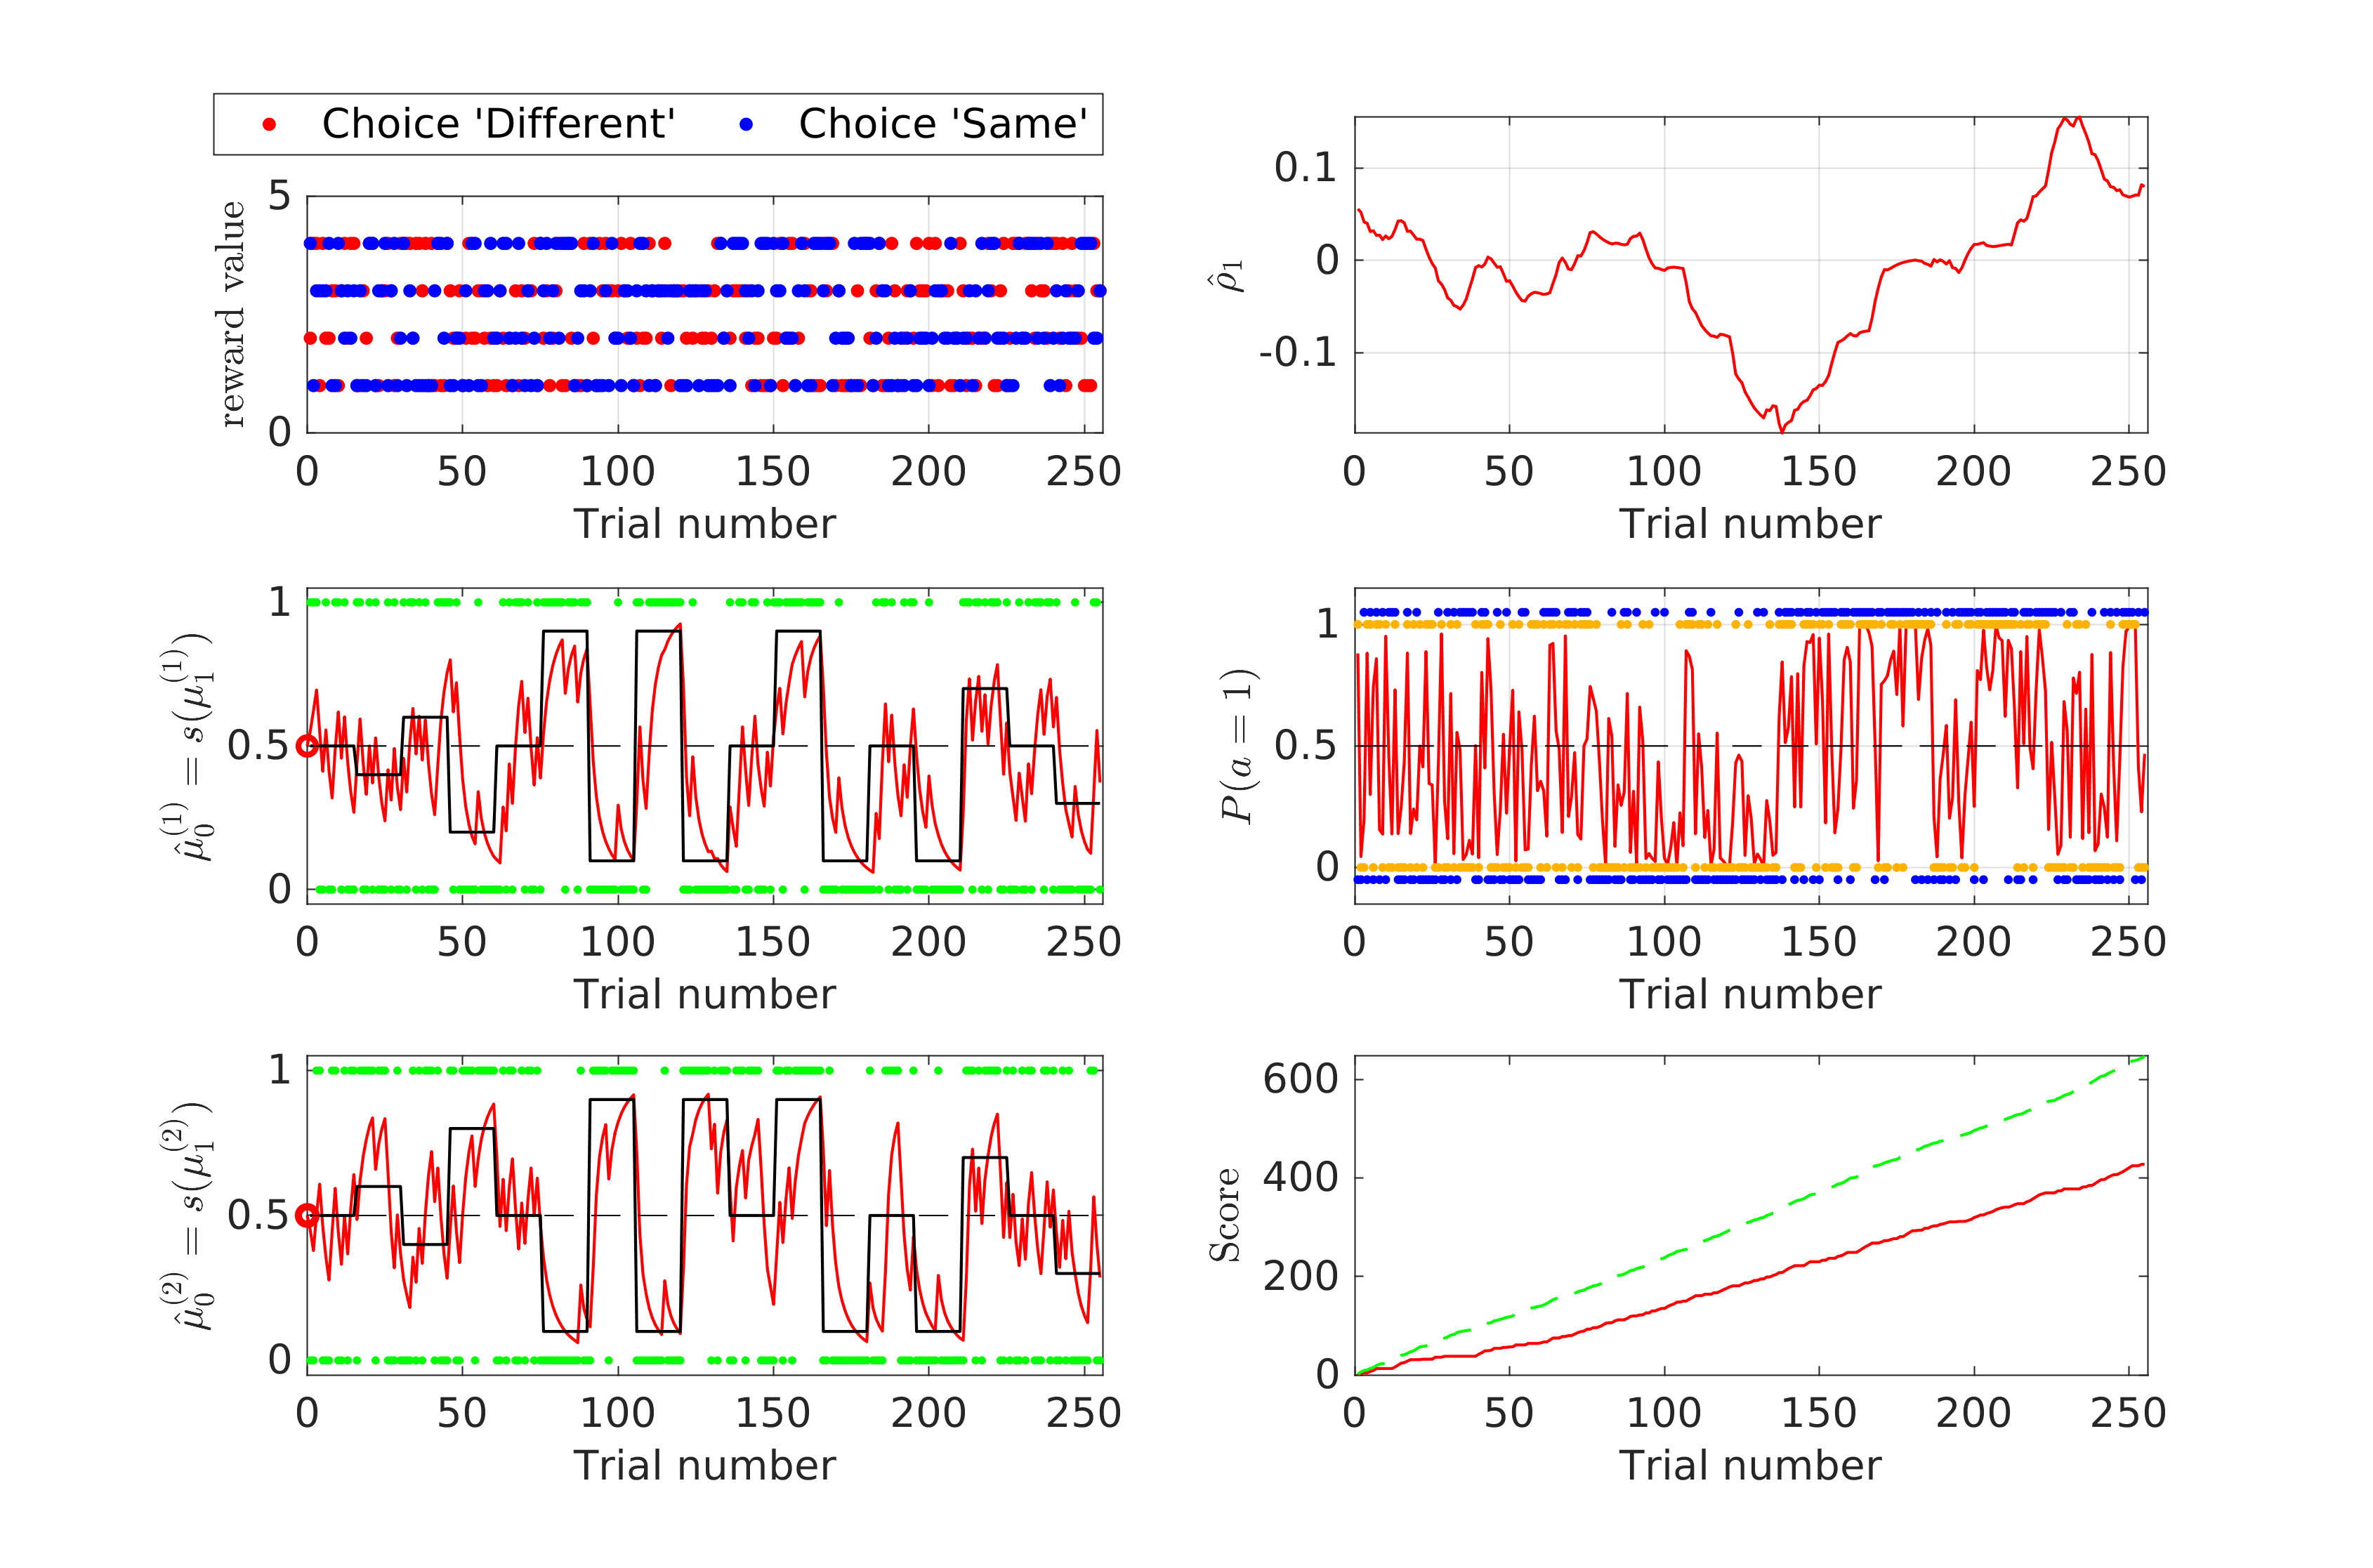 Choice 'Different' Choice 'Same'
5
0
reward value
0 50 100 150 200 250
Trial number
0.1
0
-0.1
ρ̂₁
0 50 100 150 200 250
Trial number
1
0.5
0
μ̂₀⁽¹⁾ = s(μ₁⁽¹⁾)
0 50 100 150 200 250
Trial number
1
0.5
0
P(a = 1)
0 50 100 150 200 250
Trial number
1
0.5
0
μ̂₀⁽²⁾ = s(μ₁⁽²⁾)
0 50 100 150 200 250
Trial number
600
400
200
0
Score
0 50 100 150 200 250
Trial number